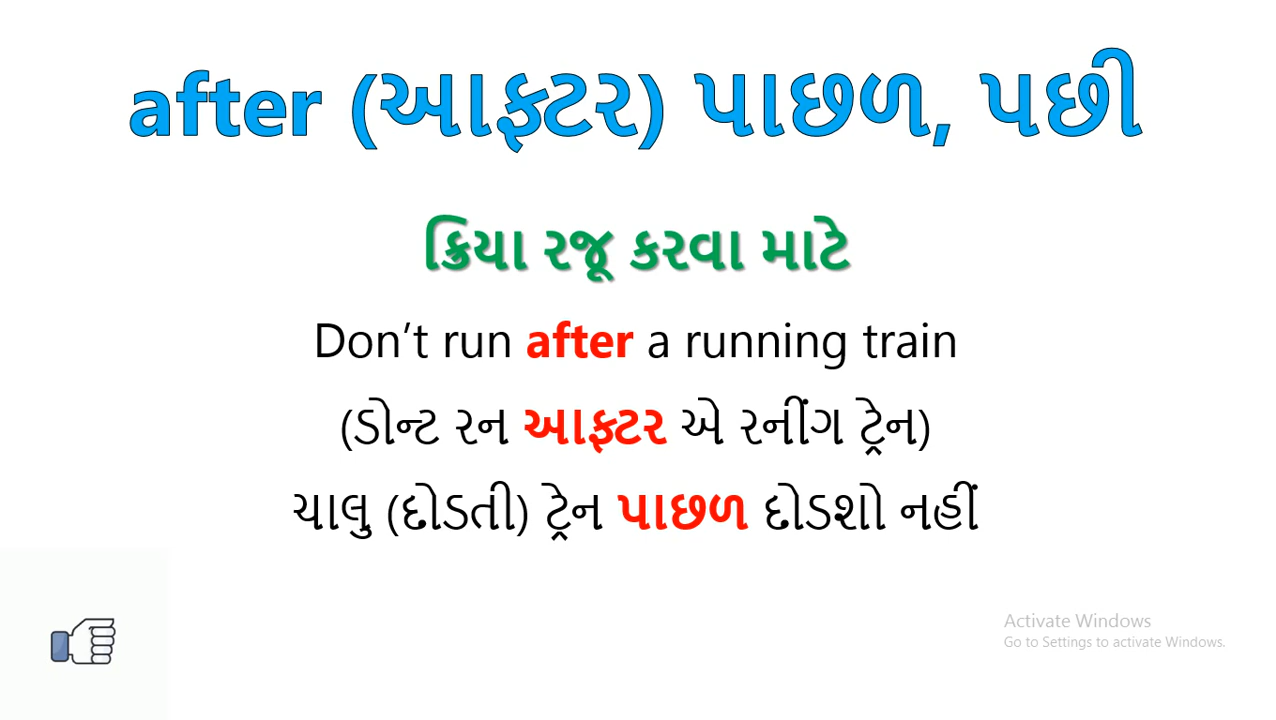 after (આફ્ટર) પાછળ, પછી
ક્રિયા રજૂ કરવા માટે
Don’t run after a running train
(ડોન્ટ રન આફ્ટર એ રનીંગ ટ્રેન)
ચાલુ (દોડતી) ટ્રેન પાછળ દોડશો નહીં
Activate Windows
Go to Settings to activate Windows.